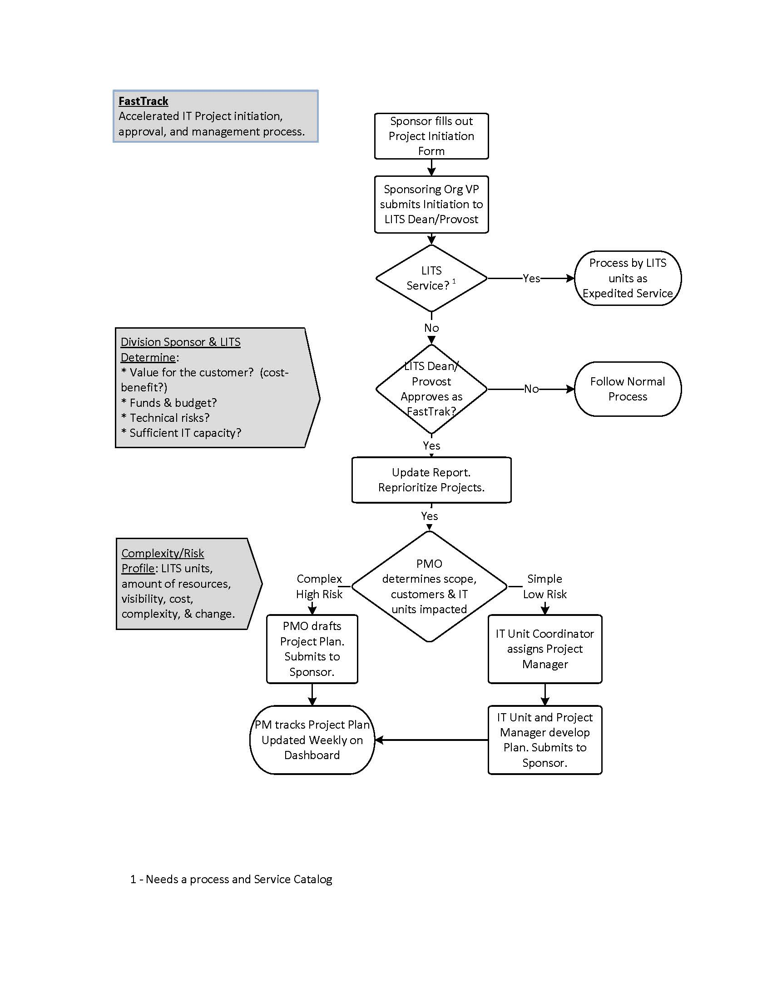 FastTrack
Accelerated IT Project initiation,
approval, and management process.
Sponsor fills out
Project Initiation
Form
Sponsoring Org VP
submits Initiation to
LITS Dean/Provost
LITS
Service? 1
Yes
Process by LITS
units as
Expedited Service
No
Division Sponsor & LITS
Determine:
* Value for the customer?  (cost-
benefit?)
* Funds & budget?
* Technical risks?
* Sufficient IT capacity?
LITS Dean/
Provost
Approves as
FastTrak?
No
Follow Normal
Process
Yes
Update Report.
Reprioritize Projects.
Yes
Complexity/Risk
Profile: LITS units,
amount of resources,
visibility, cost,
complexity, & change.
PMO
determines scope,
customers & IT
units impacted
Complex
High Risk
Simple
Low Risk
PMO drafts
Project Plan.
Submits to
Sponsor.
IT Unit Coordinator
assigns Project
Manager
PM tracks Project Plan
Updated Weekly on
Dashboard
IT Unit and Project
Manager develop
Plan. Submits to
Sponsor.
1 - Needs a process and Service Catalog